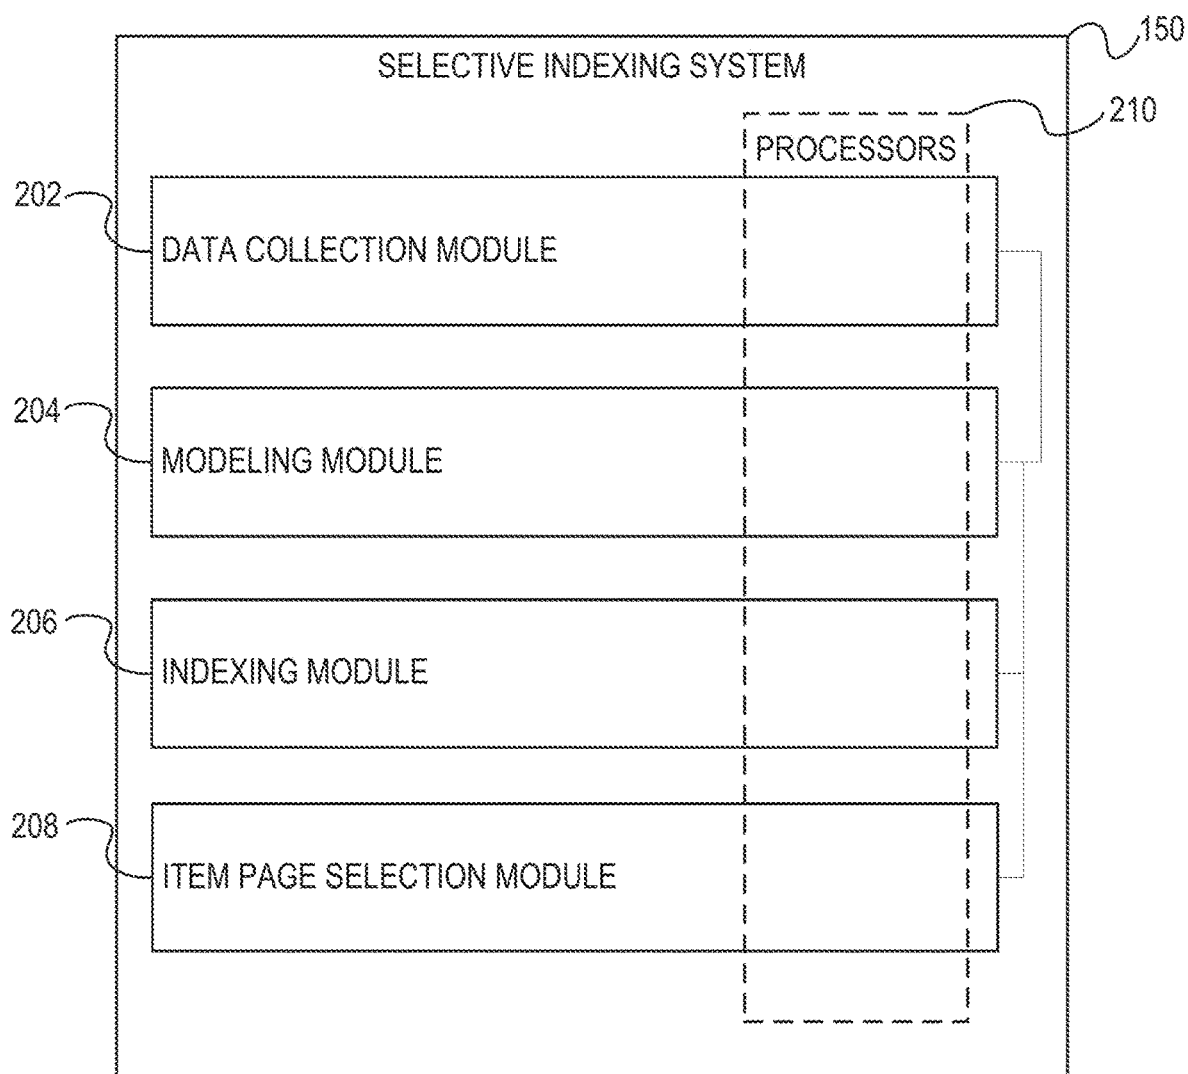 150
SELECTIVE INDEXING SYSTEM
210
PROCESSORS
202
DATA COLLECTION MODULE
204
MODELING MODULE
206
INDEXING MODULE
208
ITEM PAGE SELECTION MODULE